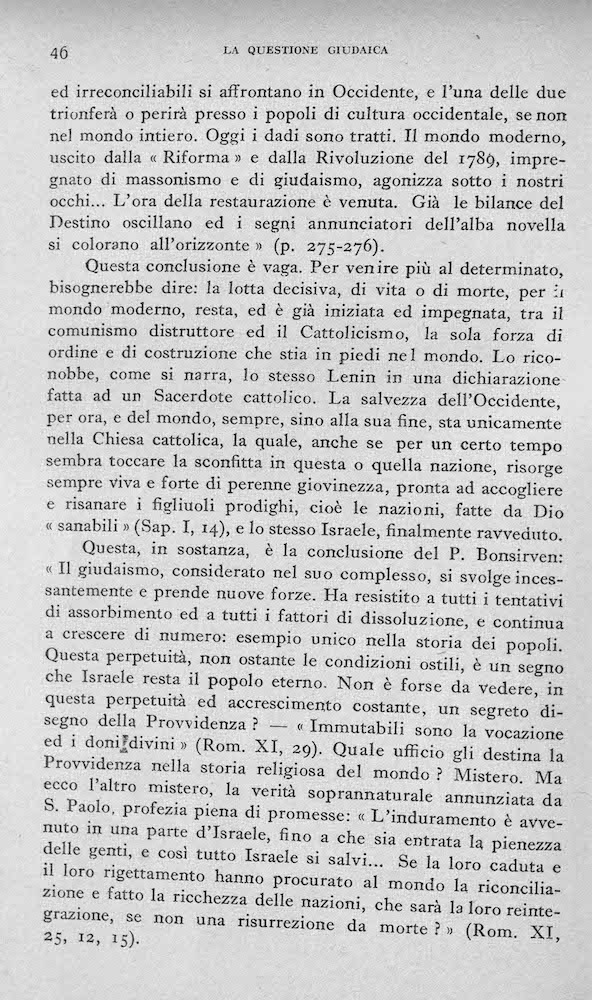 46
LA QUESTIONE GIUDAICA
ed irreconciliabili si affrontano in Occidente, e l'una delle due
trionferà o perirà presso i popoli di cultura occidentale, se non
nel mondo intiero. Oggi i dadi sono tratti. Il mondo moderno,
uscito dalla « Riforma » e dalla Rivoluzione del 1789, impre-
gnato di massonismo e di giudaismo, agonizza sotto i nostri
occhi... L'ora della restaurazione è venuta. Già le bilance del
Destino oscillano ed i segni annunciatori dell'alba novella
si colorano all'orizzonte » (p. 275-276).
Questa conclusione è vaga. Per venire più al determinato,
bisognerebbe dire: la lotta decisiva, di vita o di morte, per il
mondo moderno, resta, ed è già iniziata ed impegnata, tra il
comunismo distruttore ed il Cattolicismo, la sola forza di
ordine e di costruzione che stia in piedi nel mondo. Lo rico-
nobbe, come si narra, lo stesso Lenin in una dichiarazione
fatta ad un Sacerdote cattolico. La salvezza dell'Occidente,
per ora, e del mondo, sempre, sino alla sua fine, sta unicamente
nella Chiesa cattolica, la quale, anche se per un certo tempo
sembra toccare la sconfitta in questa o quella nazione, risorge
sempre viva e forte di perenne giovinezza, pronta ad accogliere
e risanare i figliuoli prodighi, cioè le nazioni, fatte da Dio
« sanabili » (Sap. I, 14), e lo stesso Israele, finalmente ravveduto.
Questa, in sostanza, è la conclusione del P. Bonsirven:
« Il giudaismo, considerato nel suo complesso, si svolge inces-
santemente e prende nuove forze. Ha resistito a tutti i tentativi
di assorbimento ed a tutti i fattori di dissoluzione, e continua
a crescere di numero: esempio unico nella storia dei popoli.
Questa perpetuità, non ostante le condizioni ostili, è un segno
che Israele resta il popolo eterno. Non è forse da vedere, in
questa perpetuità ed accrescimento costante, un segreto di-
segno della Provvidenza ? — « Immutabili sono la vocazione
ed i doni divini » (Rom. XI, 29). Quale ufficio gli destina la
Provvidenza nella storia religiosa del mondo ? Mistero. Ma
ecco l'altro mistero, la verità soprannaturale annunziata da
S. Paolo, profezia piena di promesse: « L'induramento è avve-
nuto in una parte d'Israele, fino a che sia entrata la pienezza
delle genti, e così tutto Israele si salvi... Se la loro caduta e
il loro rigettamento hanno procurato al mondo la riconcilia-
zione e fatto la ricchezza delle nazioni, che sarà la loro reinte-
grazione, se non una risurrezione da morte ? » (Rom. XI,
25, 12, 15).